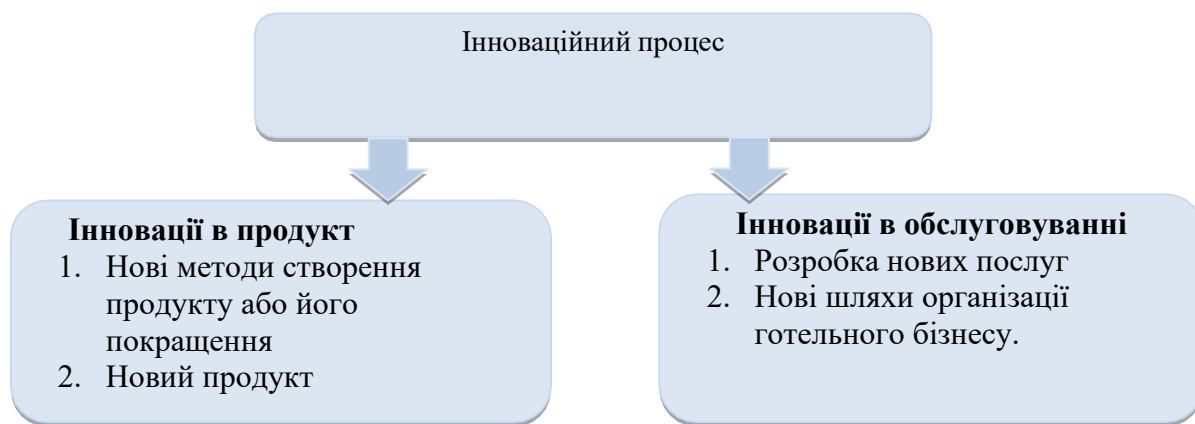 Інноваційний процес
Інновації в продукт
1. Нові методи створення
продукту або його
покращення
2. Новий продукт
Інновації в обслуговуванні
1. Розробка нових послуг
2. Нові шляхи організації
готельного бізнесу.